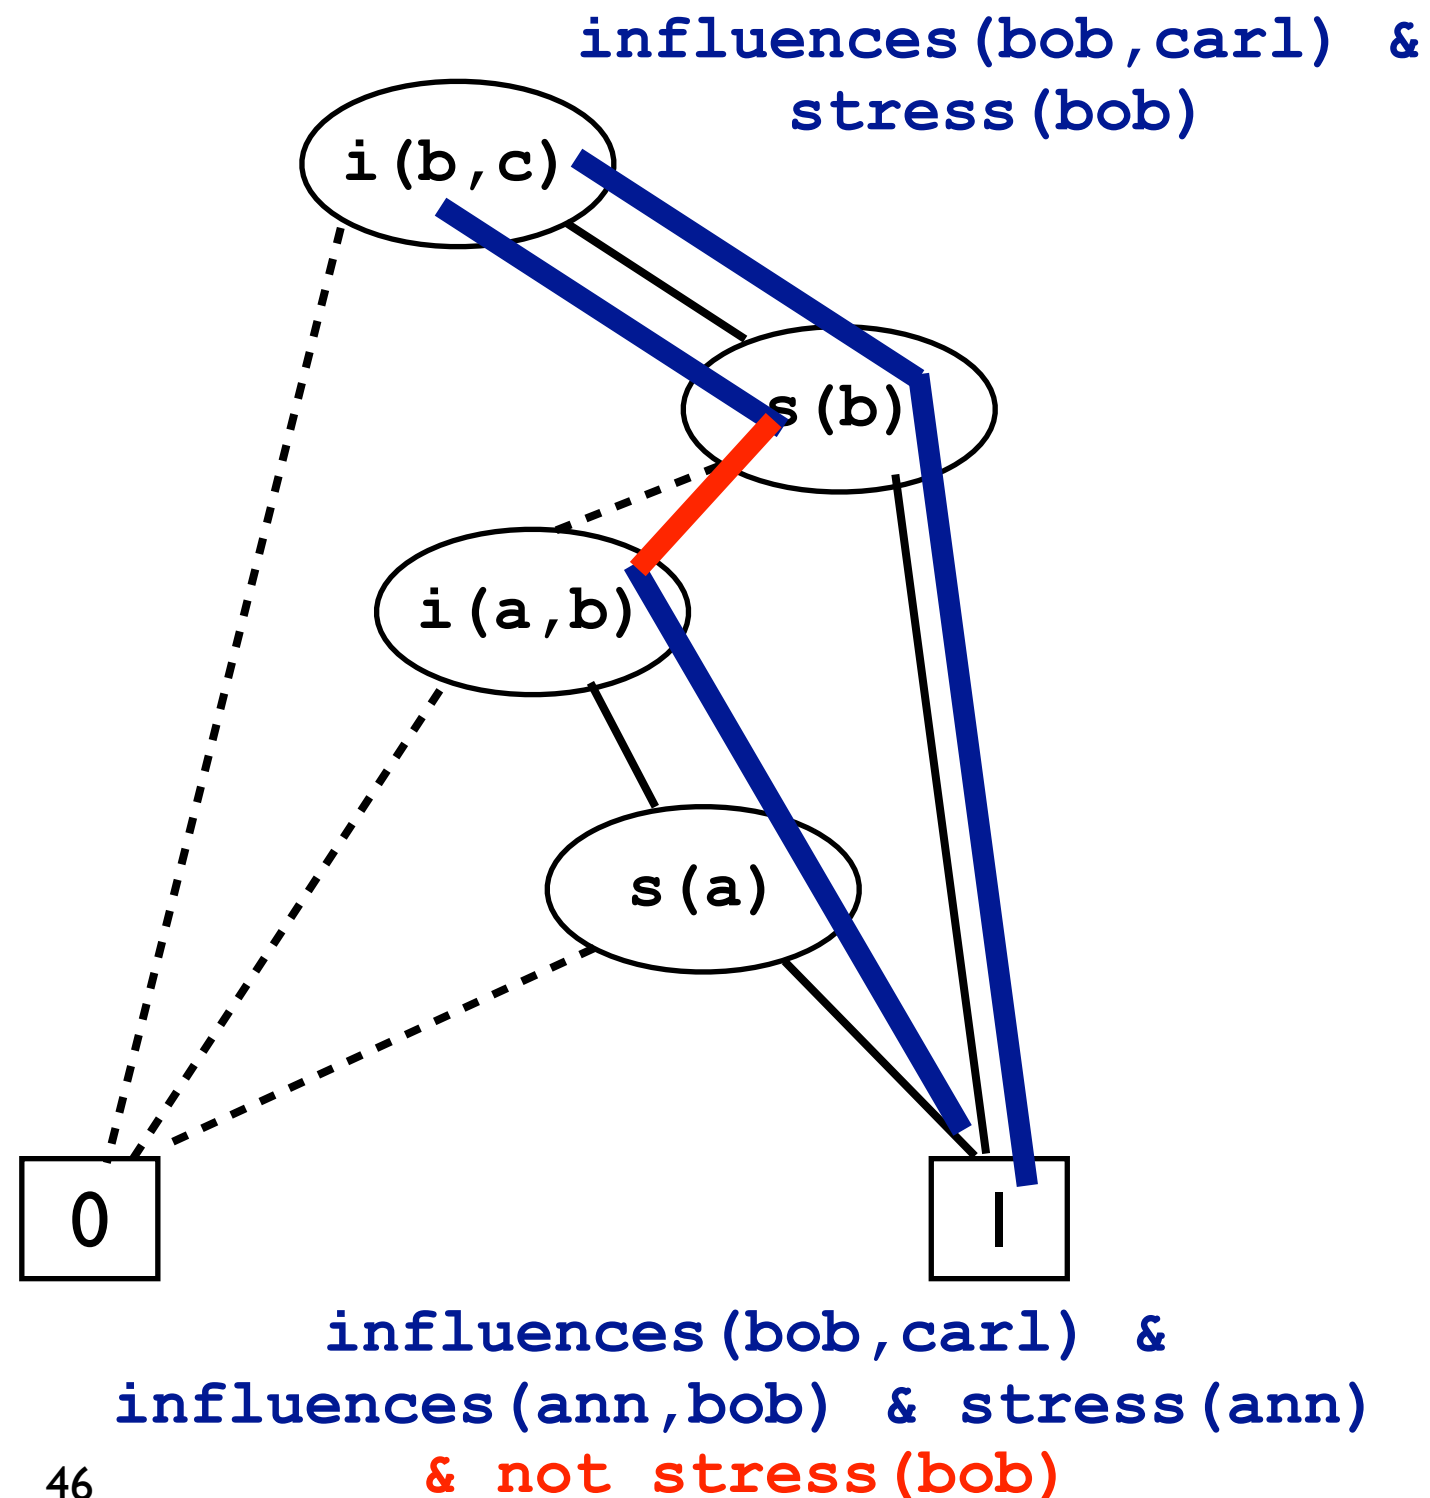 influences(bob,carl) &
stress(bob)
i(b,c)
s(b)
i(a,b)
s(a)
0
1
influences(bob,carl) &
influences(ann,bob) & stress(ann)
& not stress(bob)
46